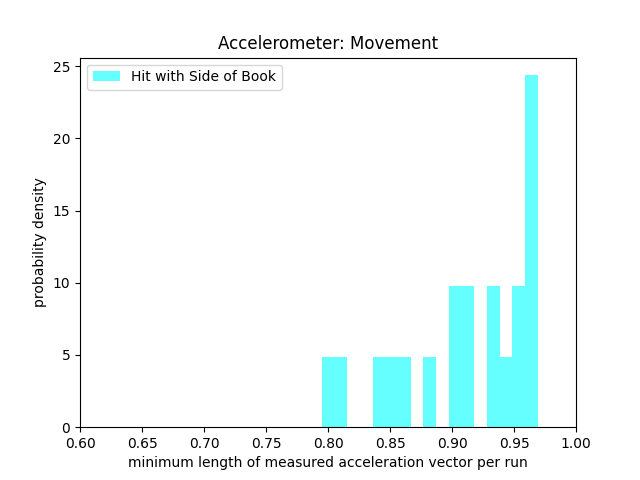 Accelerometer: Movement
Hit with Side of Book
25
20
15
10
5
0
probability density
0.60 0.65 0.70 0.75 0.80 0.85 0.90 0.95 1.00
minimum length of measured acceleration vector per run